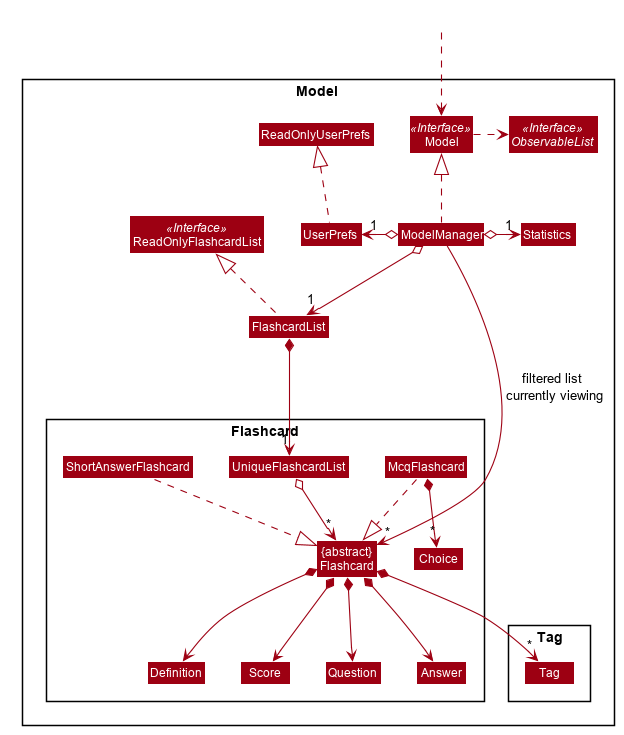 Model
«Interface»
Model
«Interface»
ObservableList
ReadOnlyUserPrefs
«Interface»
ReadOnlyFlashcardList
UserPrefs
1
ModelManager
1
Statistics
1
FlashcardList
filtered list
currently viewing
Flashcard
1
ShortAnswerFlashcard
UniqueFlashcardList
McqFlashcard
*
*
*
{abstract}
Flashcard
Choice
Tag
*
Definition
Score
Question
Answer
Tag